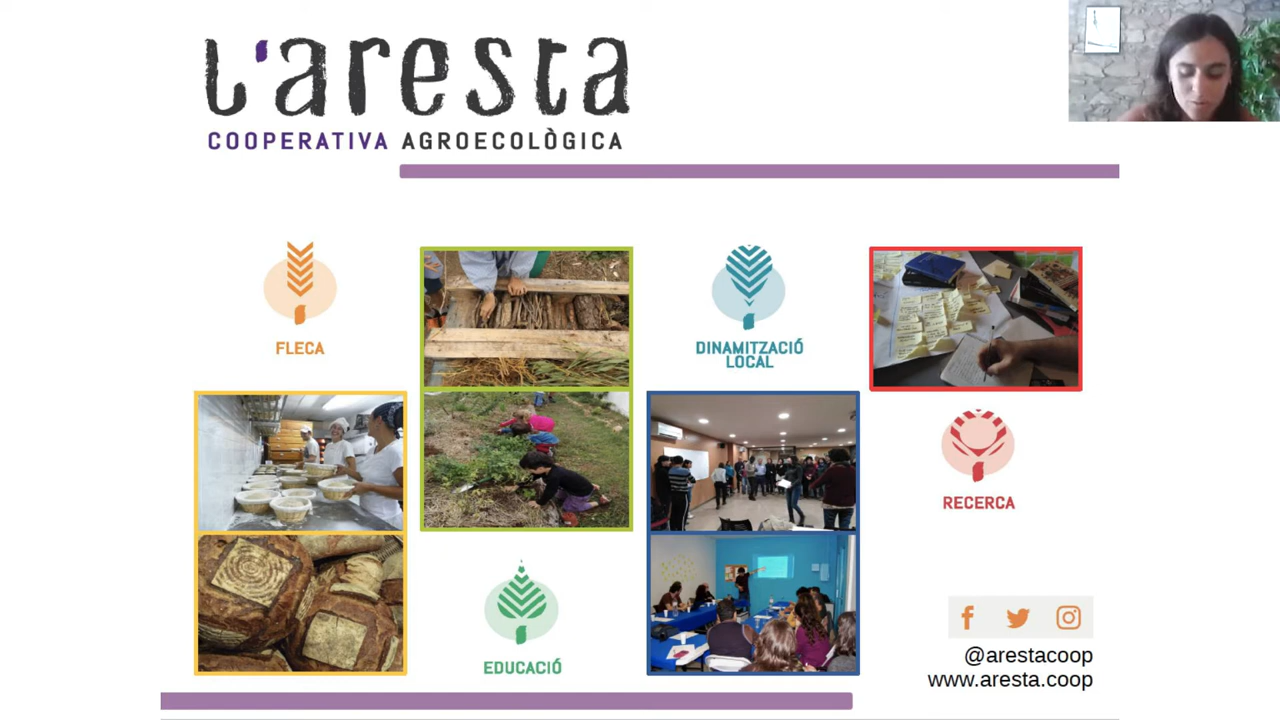 l'aresta
COOPERATIVA AGROECOLÒGICA
FLECA
DINAMITZACIÓ
LOCAL
RECERCA
EDUCACIÓ
@arestacoop
www.aresta.coop